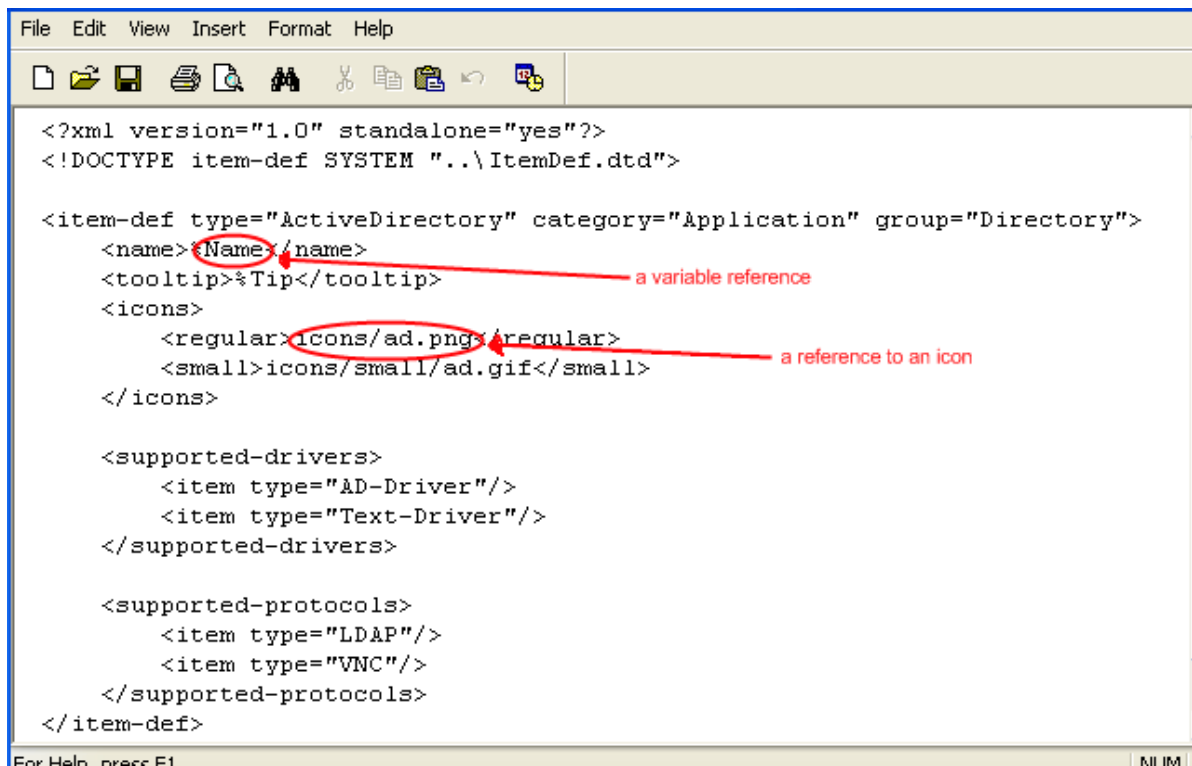 File Edit View Insert Format Help
<?xml version="1.0" standalone="yes"?>
<!DOCTYPE item-def SYSTEM "..\ItemDef.dtd">
<item-def type="ActiveDirectory" category="Application" group="Directory">
<name>%Name</name>
<tooltip>%Tip</tooltip>
a variable reference
<icons>
<regular>icons/ad.png</regular>
a reference to an icon
<small>icons/small/ad.gif</small>
</icons>
<supported-drivers>
<item type="AD-Driver"/>
<item type="Text-Driver"/>
</supported-drivers>
<supported-protocols>
<item type="LDAP"/>
<item type="VNC"/>
</supported-protocols>
</item-def>
For Help, press F1 NUM